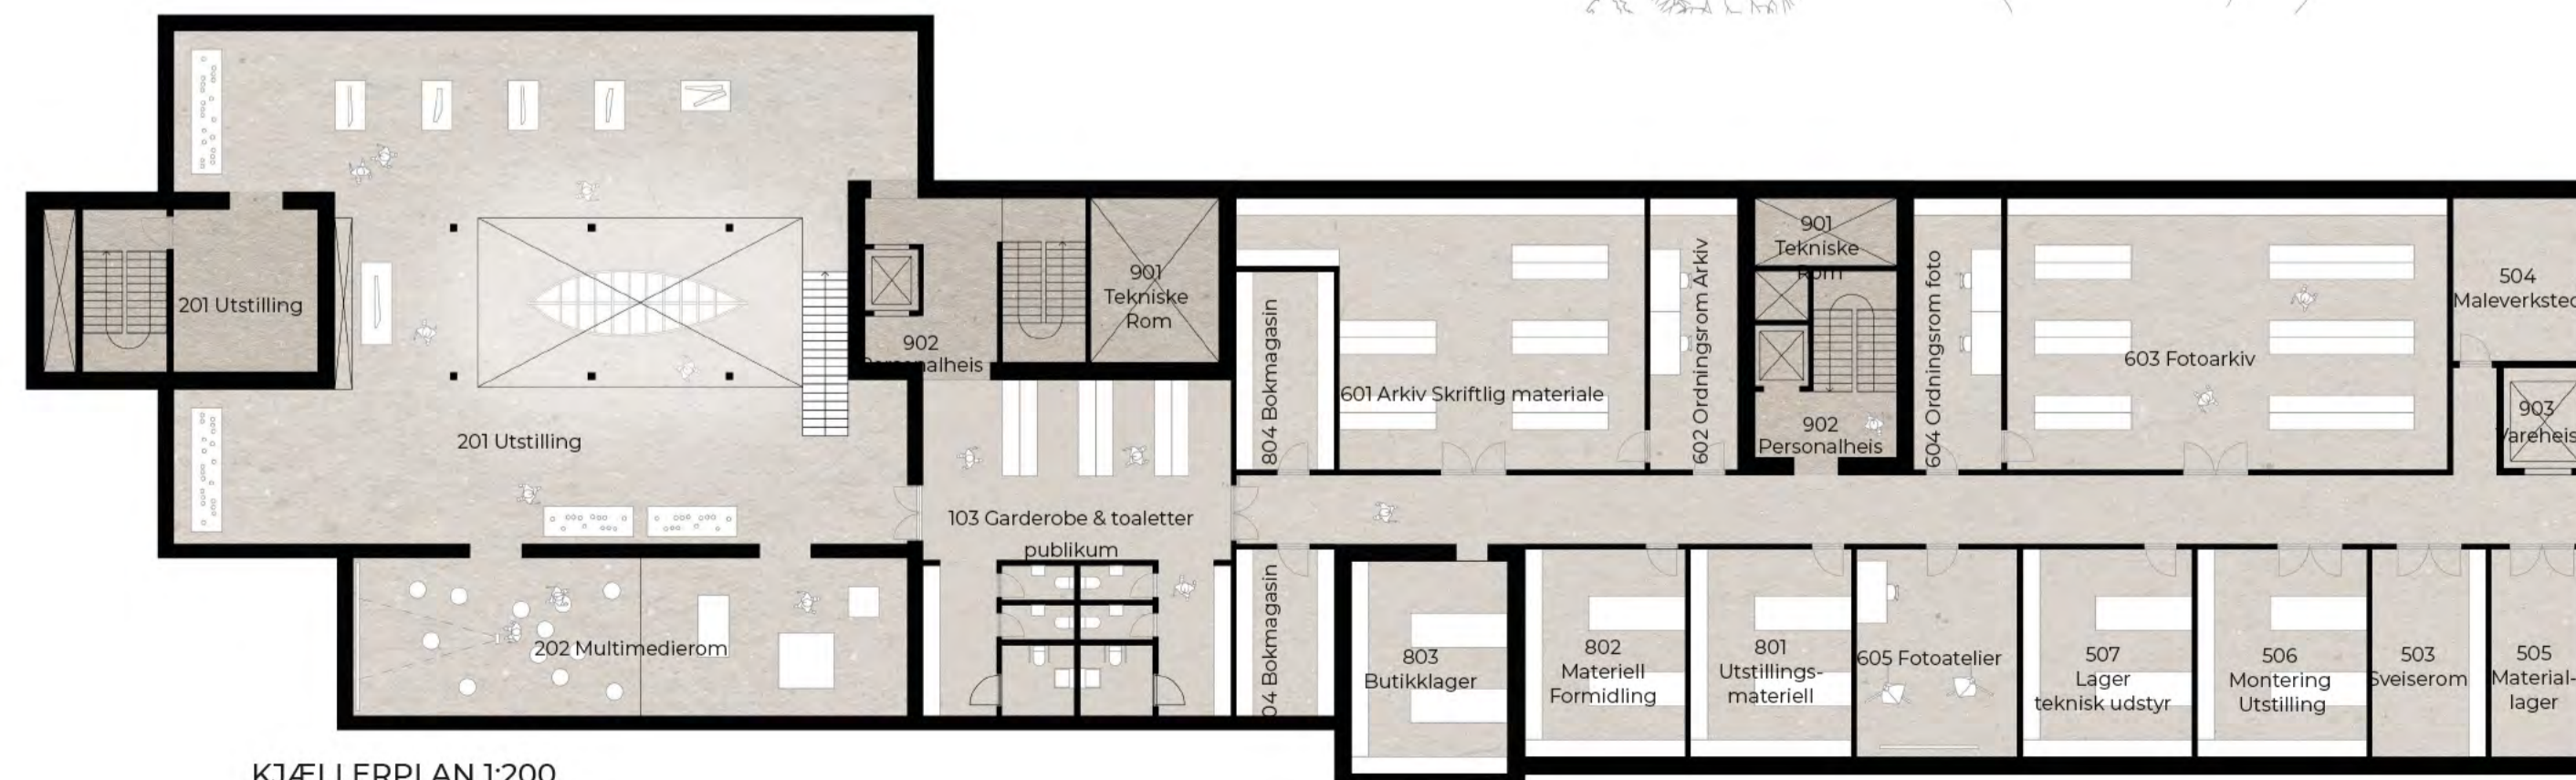 201 Utstilling
201 Utstilling
202 Multimedierom
902
Personalheis
901
Tekniske
Rom
103 Garderobe & toaletter
publikum
804 Bokmagasin
04 Bokmagasin
601 Arkiv Skriftlig materiale
602 Ordningsrom Arkiv
901
Tekniske
Rom
902
Personalheis
604 Ordningsrom foto
603 Fotoarkiv
504
Maleverksted
903
Vareheis
803
Butikklager
802
Materiell
Formidling
801
Utstillings-
materiell
605 Fotoatelier
507
Lager
teknisk udstyr
506
Montering
Utstilling
503
Sveiserom
505
Material-
lager
KJÆLLERPLAN 1:200